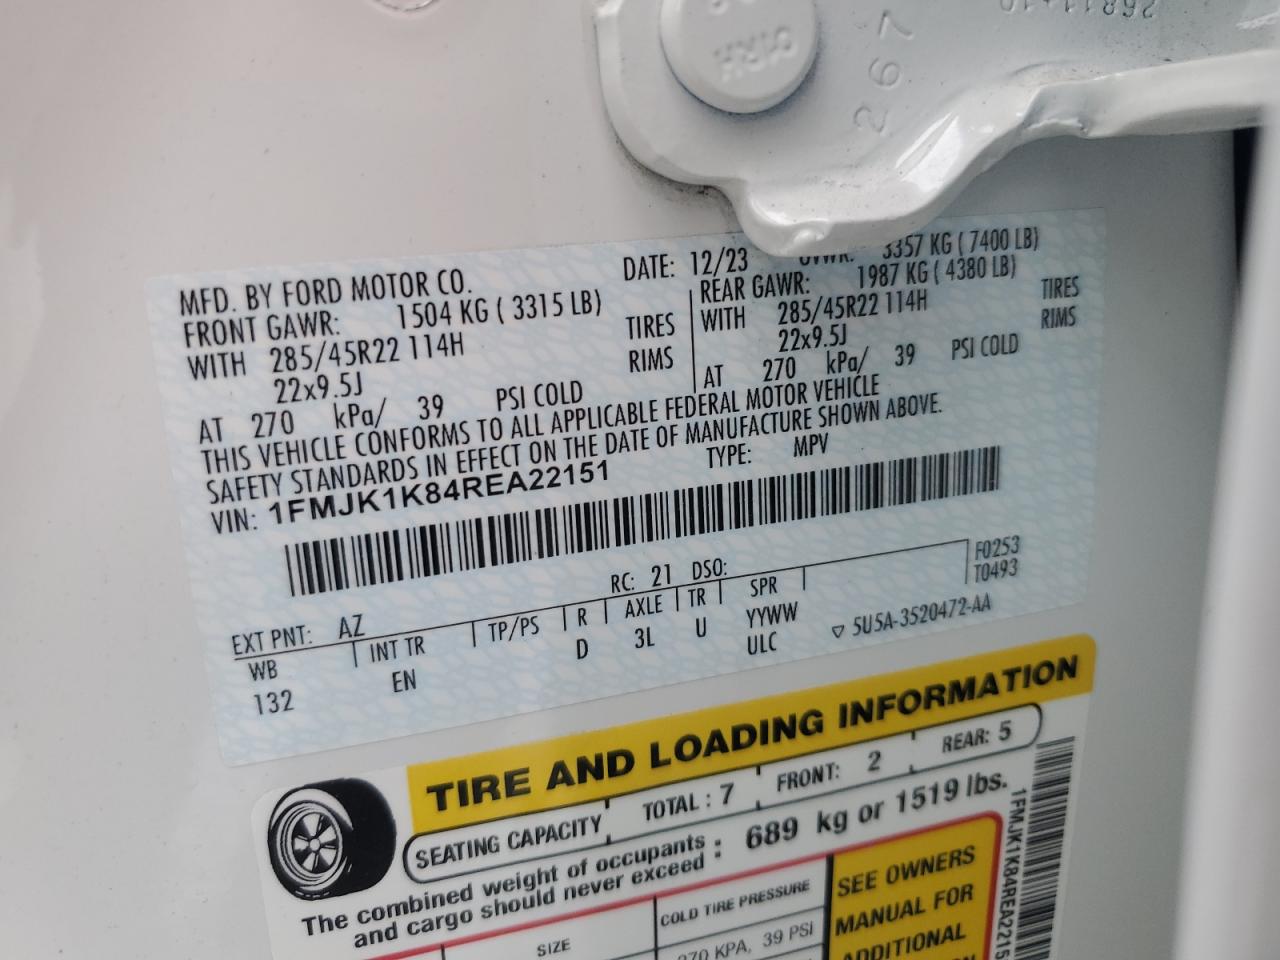 01RH
267
MFD. BY FORD MOTOR CO.
DATE: 12/23
GVWR: 3357 KG ( 7400 LB)
FRONT GAWR: 1504 KG ( 3315 LB)
REAR GAWR: 1987 KG ( 4380 LB)
WITH 285/45R22 114H TIRES
WITH 285/45R22 114H TIRES
22x9.5J RIMS
22x9.5J RIMS
AT 270 kPa/ 39 PSI COLD
AT 270 kPa/ 39 PSI COLD
THIS VEHICLE CONFORMS TO ALL APPLICABLE FEDERAL MOTOR VEHICLE
SAFETY STANDARDS IN EFFECT ON THE DATE OF MANUFACTURE SHOWN ABOVE.
VIN: 1FMJK1K84REA22151
TYPE: MPV
F0253
T0493
EXT PNT: AZ RC: 21 DSO:
WB INT TR TP/PS R AXLE TR SPR
132 EN D 3L U YYWW
ULC
▽ 5U5A-3520472-AA
TIRE AND LOADING INFORMATION
SEATING CAPACITY TOTAL : 7 FRONT: 2 REAR: 5
The combined weight of occupants
and cargo should never exceed : 689 kg or 1519 lbs.
SIZE
COLD TIRE PRESSURE
270 KPA, 39 PSI
SEE OWNERS
MANUAL FOR
ADDITIONAL
1FMJK1K84REA2215